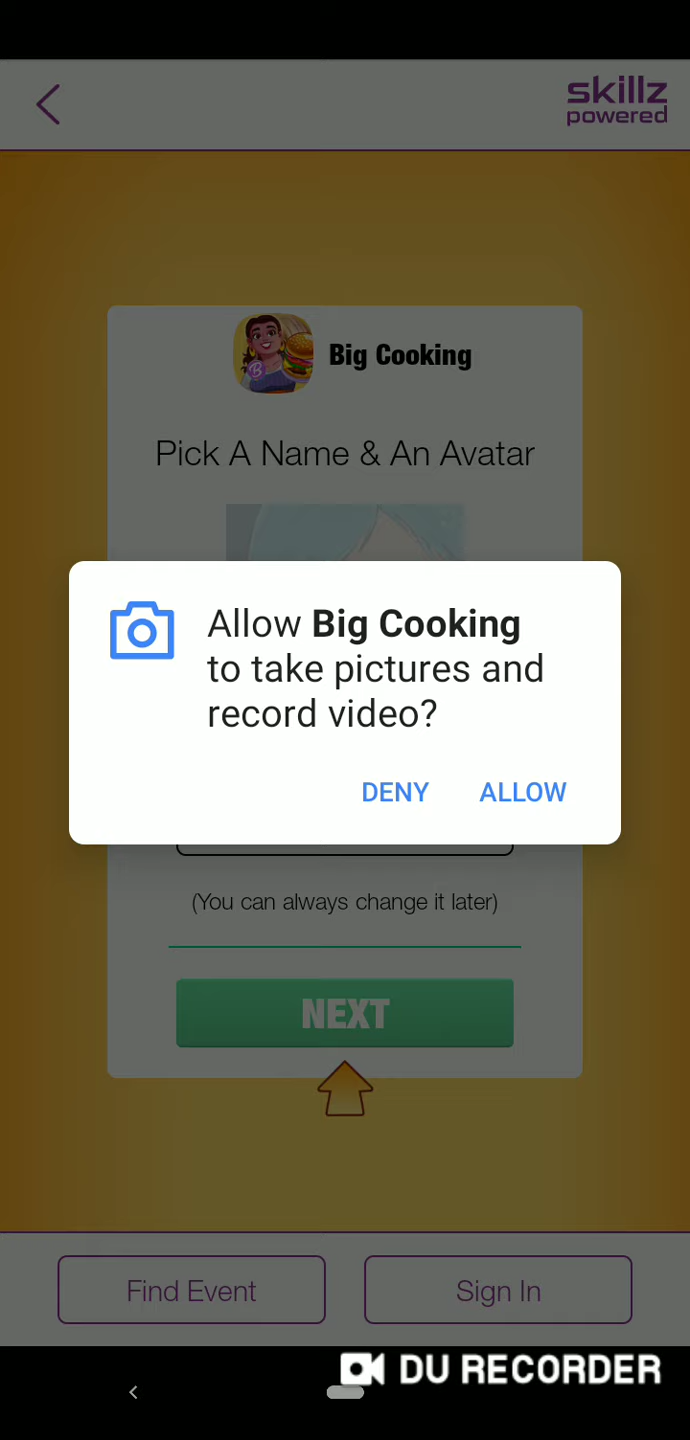 skillz
powered
Big Cooking
Pick A Name & An Avatar
Allow Big Cooking
to take pictures and
record video?
DENY ALLOW
(You can always change it later)
NEXT
Find Event Sign In
DU RECORDER